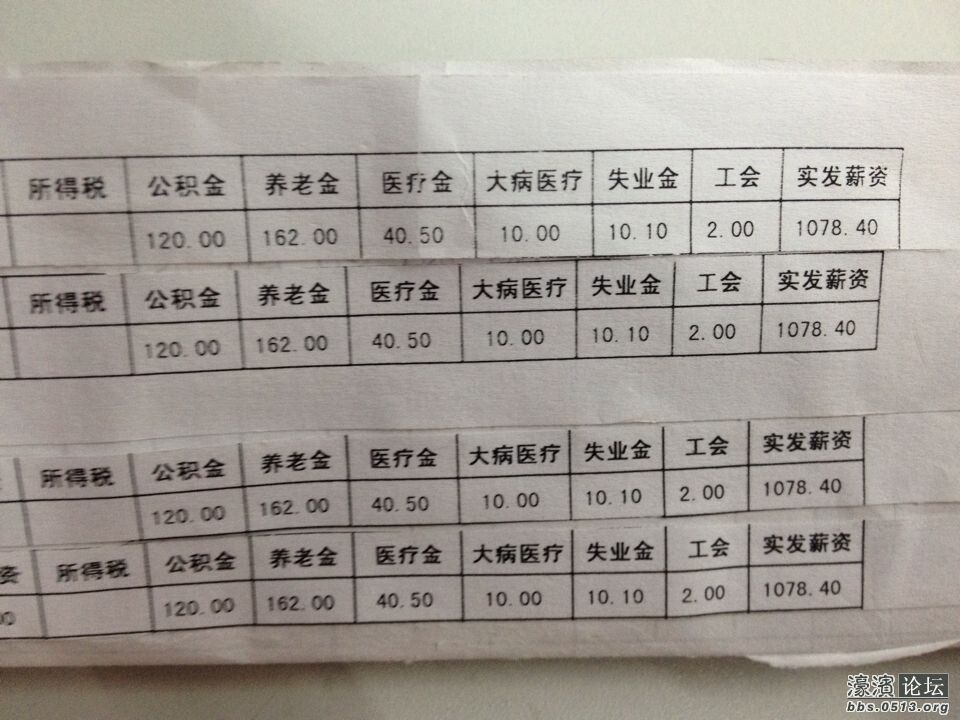 所得税 公积金 养老金 医疗金 大病医疗 失业金 工会 实发薪资
120.00 162.00 40.50 10.00 10.10 2.00 1078.40
所得税 公积金 养老金 医疗金 大病医疗 失业金 工会 实发薪资
120.00 162.00 40.50 10.00 10.10 2.00 1078.40
所得税 公积金 养老金 医疗金 大病医疗 失业金 工会 实发薪资
120.00 162.00 40.50 10.00 10.10 2.00 1078.40
资 所得税 公积金 养老金 医疗金 大病医疗 失业金 工会 实发薪资
00 120.00 162.00 40.50 10.00 10.10 2.00 1078.40
濠滨 论坛
bbs.0513.org